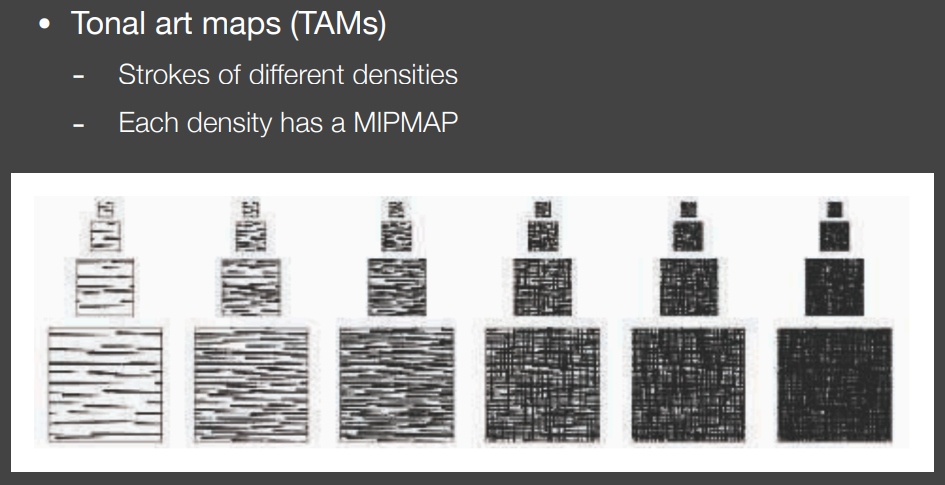 • Tonal art maps (TAMs)
- Strokes of different densities
- Each density has a MIPMAP